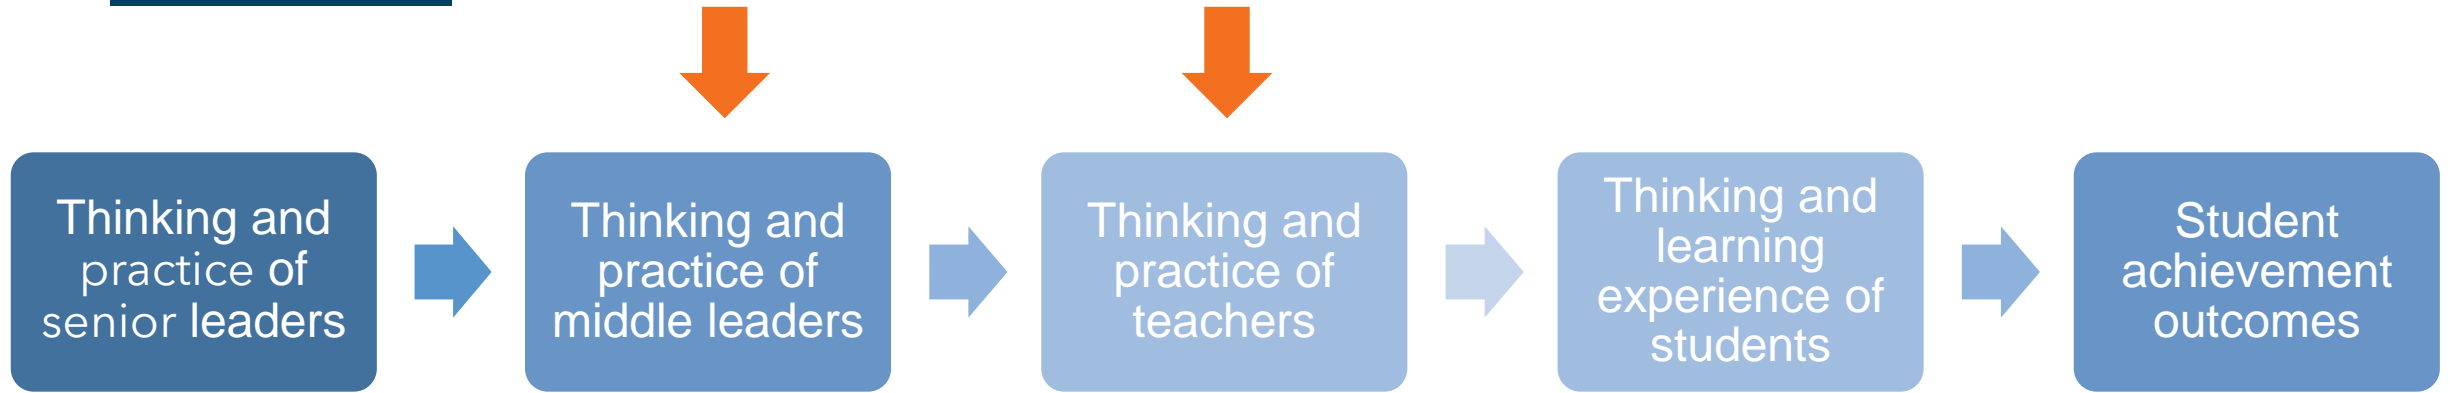 Thinking and
practice of
senior leaders
Thinking and
practice of
middle leaders
Thinking and
practice of
teachers
Thinking and
learning
experience of
students
Student
achievement
outcomes